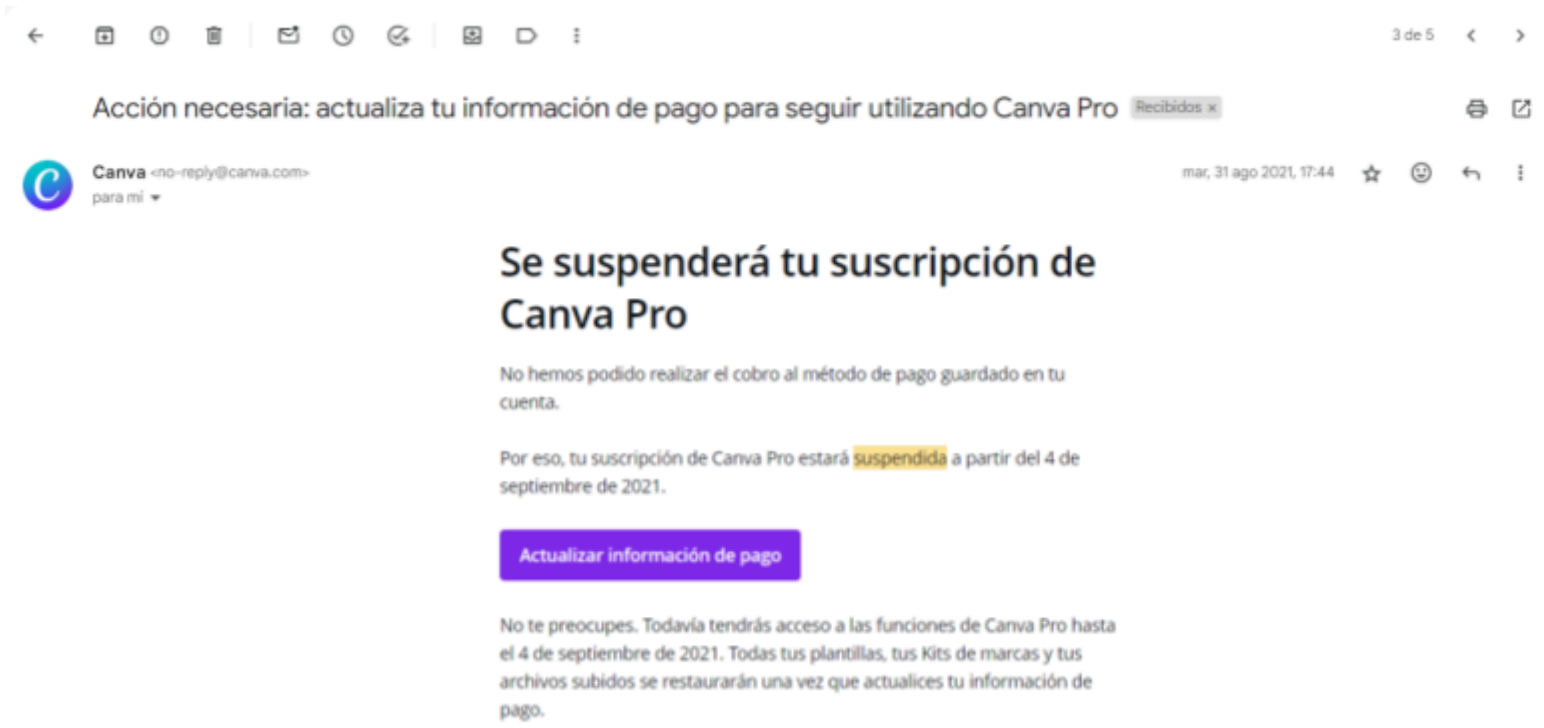 3 de 5
Acción necesaria: actualiza tu información de pago para seguir utilizando Canva Pro Recibidos ×
Canva <no-reply@canva.com> mar, 31 ago 2021, 17:44
para mí
Se suspenderá tu suscripción de
Canva Pro
No hemos podido realizar el cobro al método de pago guardado en tu
cuenta.
Por eso, tu suscripción de Canva Pro estará suspendida a partir del 4 de
septiembre de 2021.
Actualizar información de pago
No te preocupes. Todavía tendrás acceso a las funciones de Canva Pro hasta
el 4 de septiembre de 2021. Todas tus plantillas, tus Kits de marcas y tus
archivos subidos se restaurarán una vez que actualices tu información de
pago.